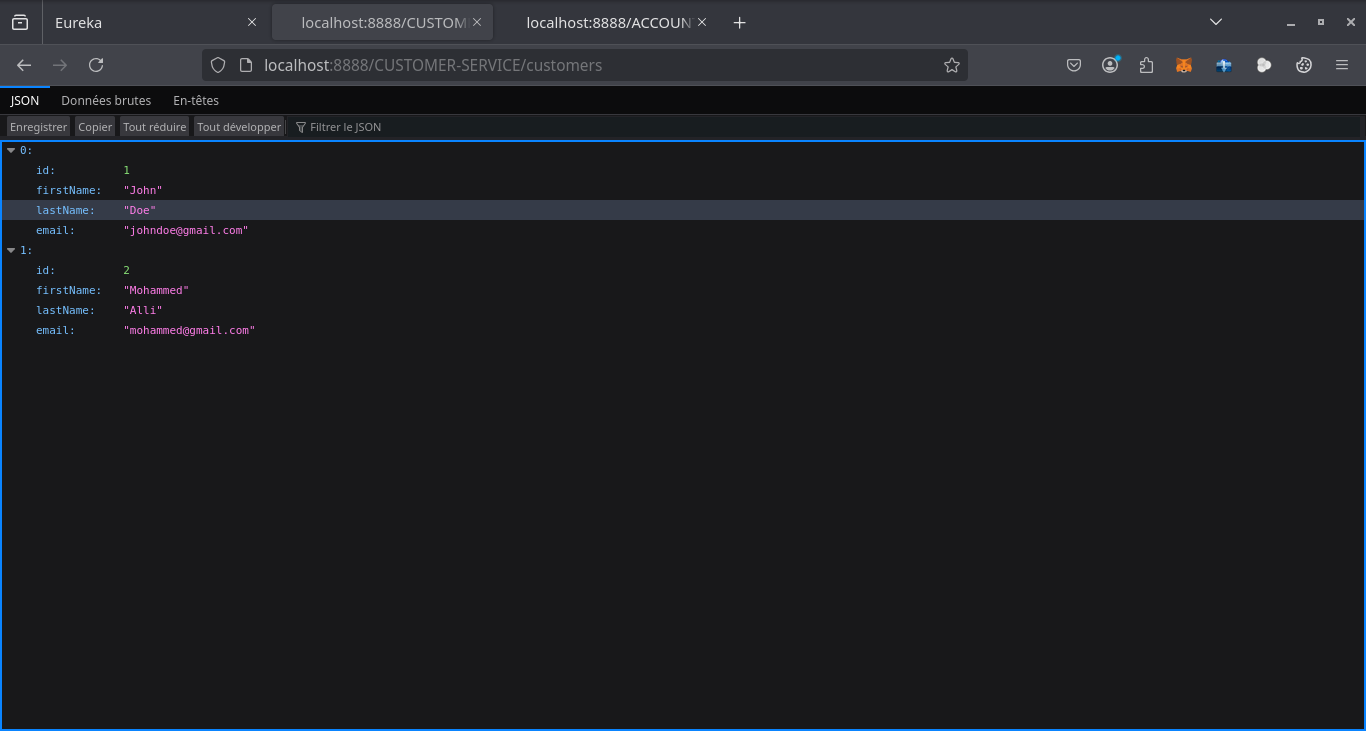 Eureka
localhost:8888/CUSTOM
localhost:8888/ACCOUN
localhost:8888/CUSTOMER-SERVICE/customers
JSON Données brutes En-têtes
Enregistrer Copier Tout réduire Tout développer Filtrer le JSON
0:
id: 1
firstName: "John"
lastName: "Doe"
email: "johndoe@gmail.com"
1:
id: 2
firstName: "Mohammed"
lastName: "Alli"
email: "mohammed@gmail.com"